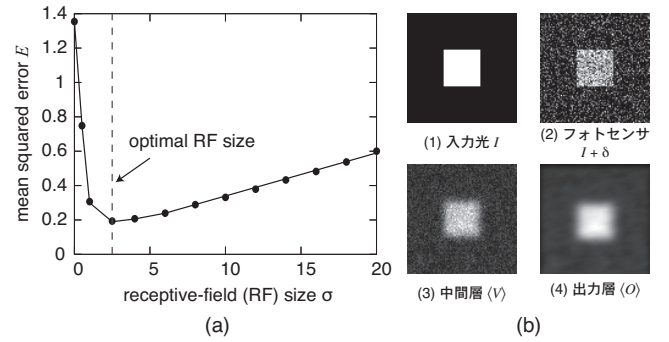 mean squared error E
1.4
1.2
1
0.8
0.6
0.4
0.2
0
optimal RF size
0 5 10 15 20
receptive-field (RF) size σ
(a)
(1) 入力光 I
(2) フォトセンサ
I + δ
(3) 中間層 ⟨V⟩
(4) 出力層 ⟨O⟩
(b)